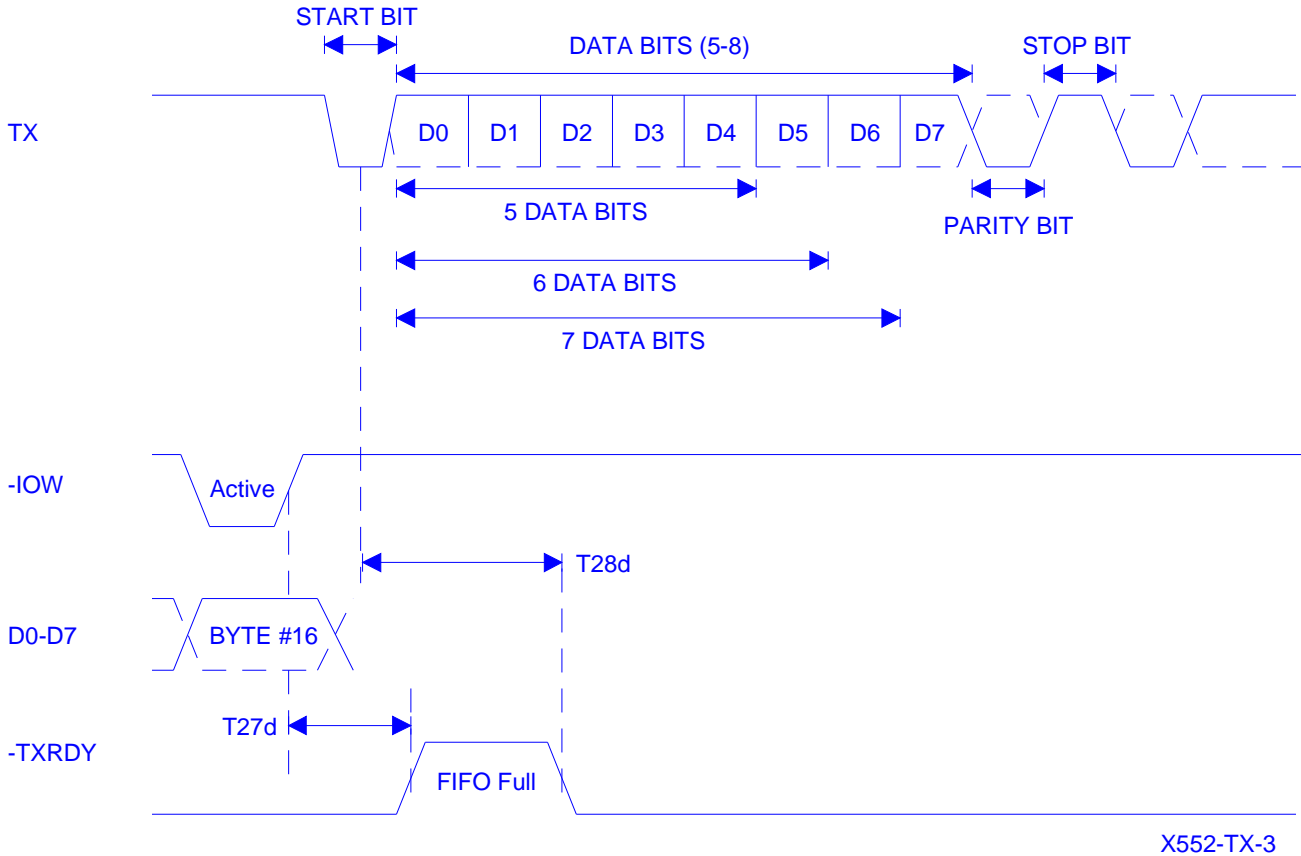 START BIT
DATA BITS (5-8)
STOP BIT
TX
D0 D1 D2 D3 D4 D5 D6 D7
5 DATA BITS
PARITY BIT
6 DATA BITS
7 DATA BITS
-IOW
Active
T28d
D0-D7
BYTE #16
T27d
-TXRDY
FIFO Full
X552-TX-3